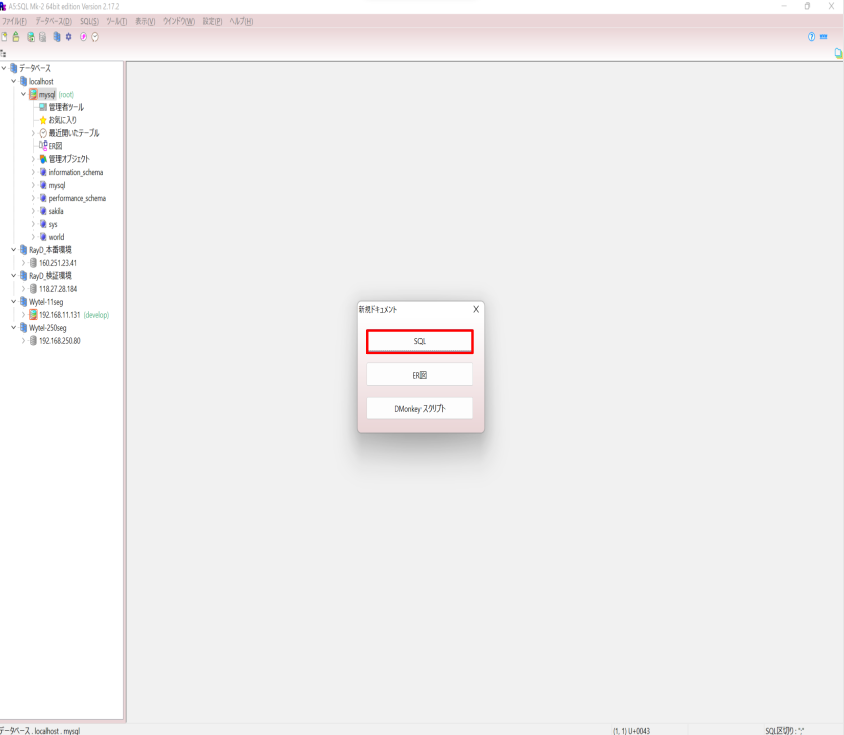 A5:SQL Mk-2 64bit edition Version 2.17.2
ファイル(F) データベース(D) SQL(S) ツール(T) 表示(V) ウインドウ(W) 設定(P) ヘルプ(H)
データベース
localhost
mysql (root)
管理者ツール
お気に入り
最近開いたテーブル
ER図
管理オブジェクト
information_schema
mysql
performance_schema
sakila
sys
world
RayD_本番環境
160.251.23.41
RayD_検証環境
118.27.28.184
Wytel-11seg
192.168.11.131 (develop)
Wytel-250seg
192.168.250.80
新規ドキュメント X
SQL
ER図
DMonkey スクリプト
データベース . localhost . mysql (1, 1) U+0043 SQL区切り : ";"